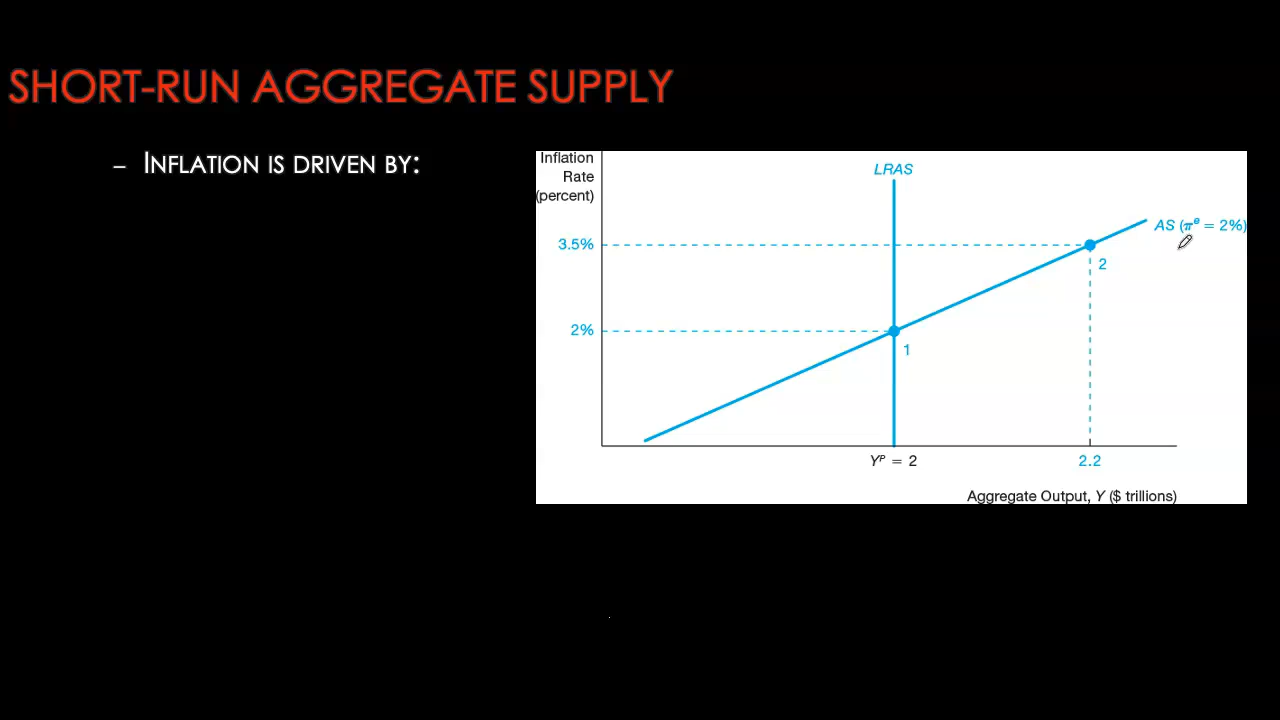 SHORT-RUN AGGREGATE SUPPLY
– INFLATION IS DRIVEN BY:
Inflation
Rate
(percent)
LRAS
AS (πᵉ = 2%)
3.5%
2
2%
1
Yᴾ = 2
2.2
Aggregate Output, Y ($ trillions)